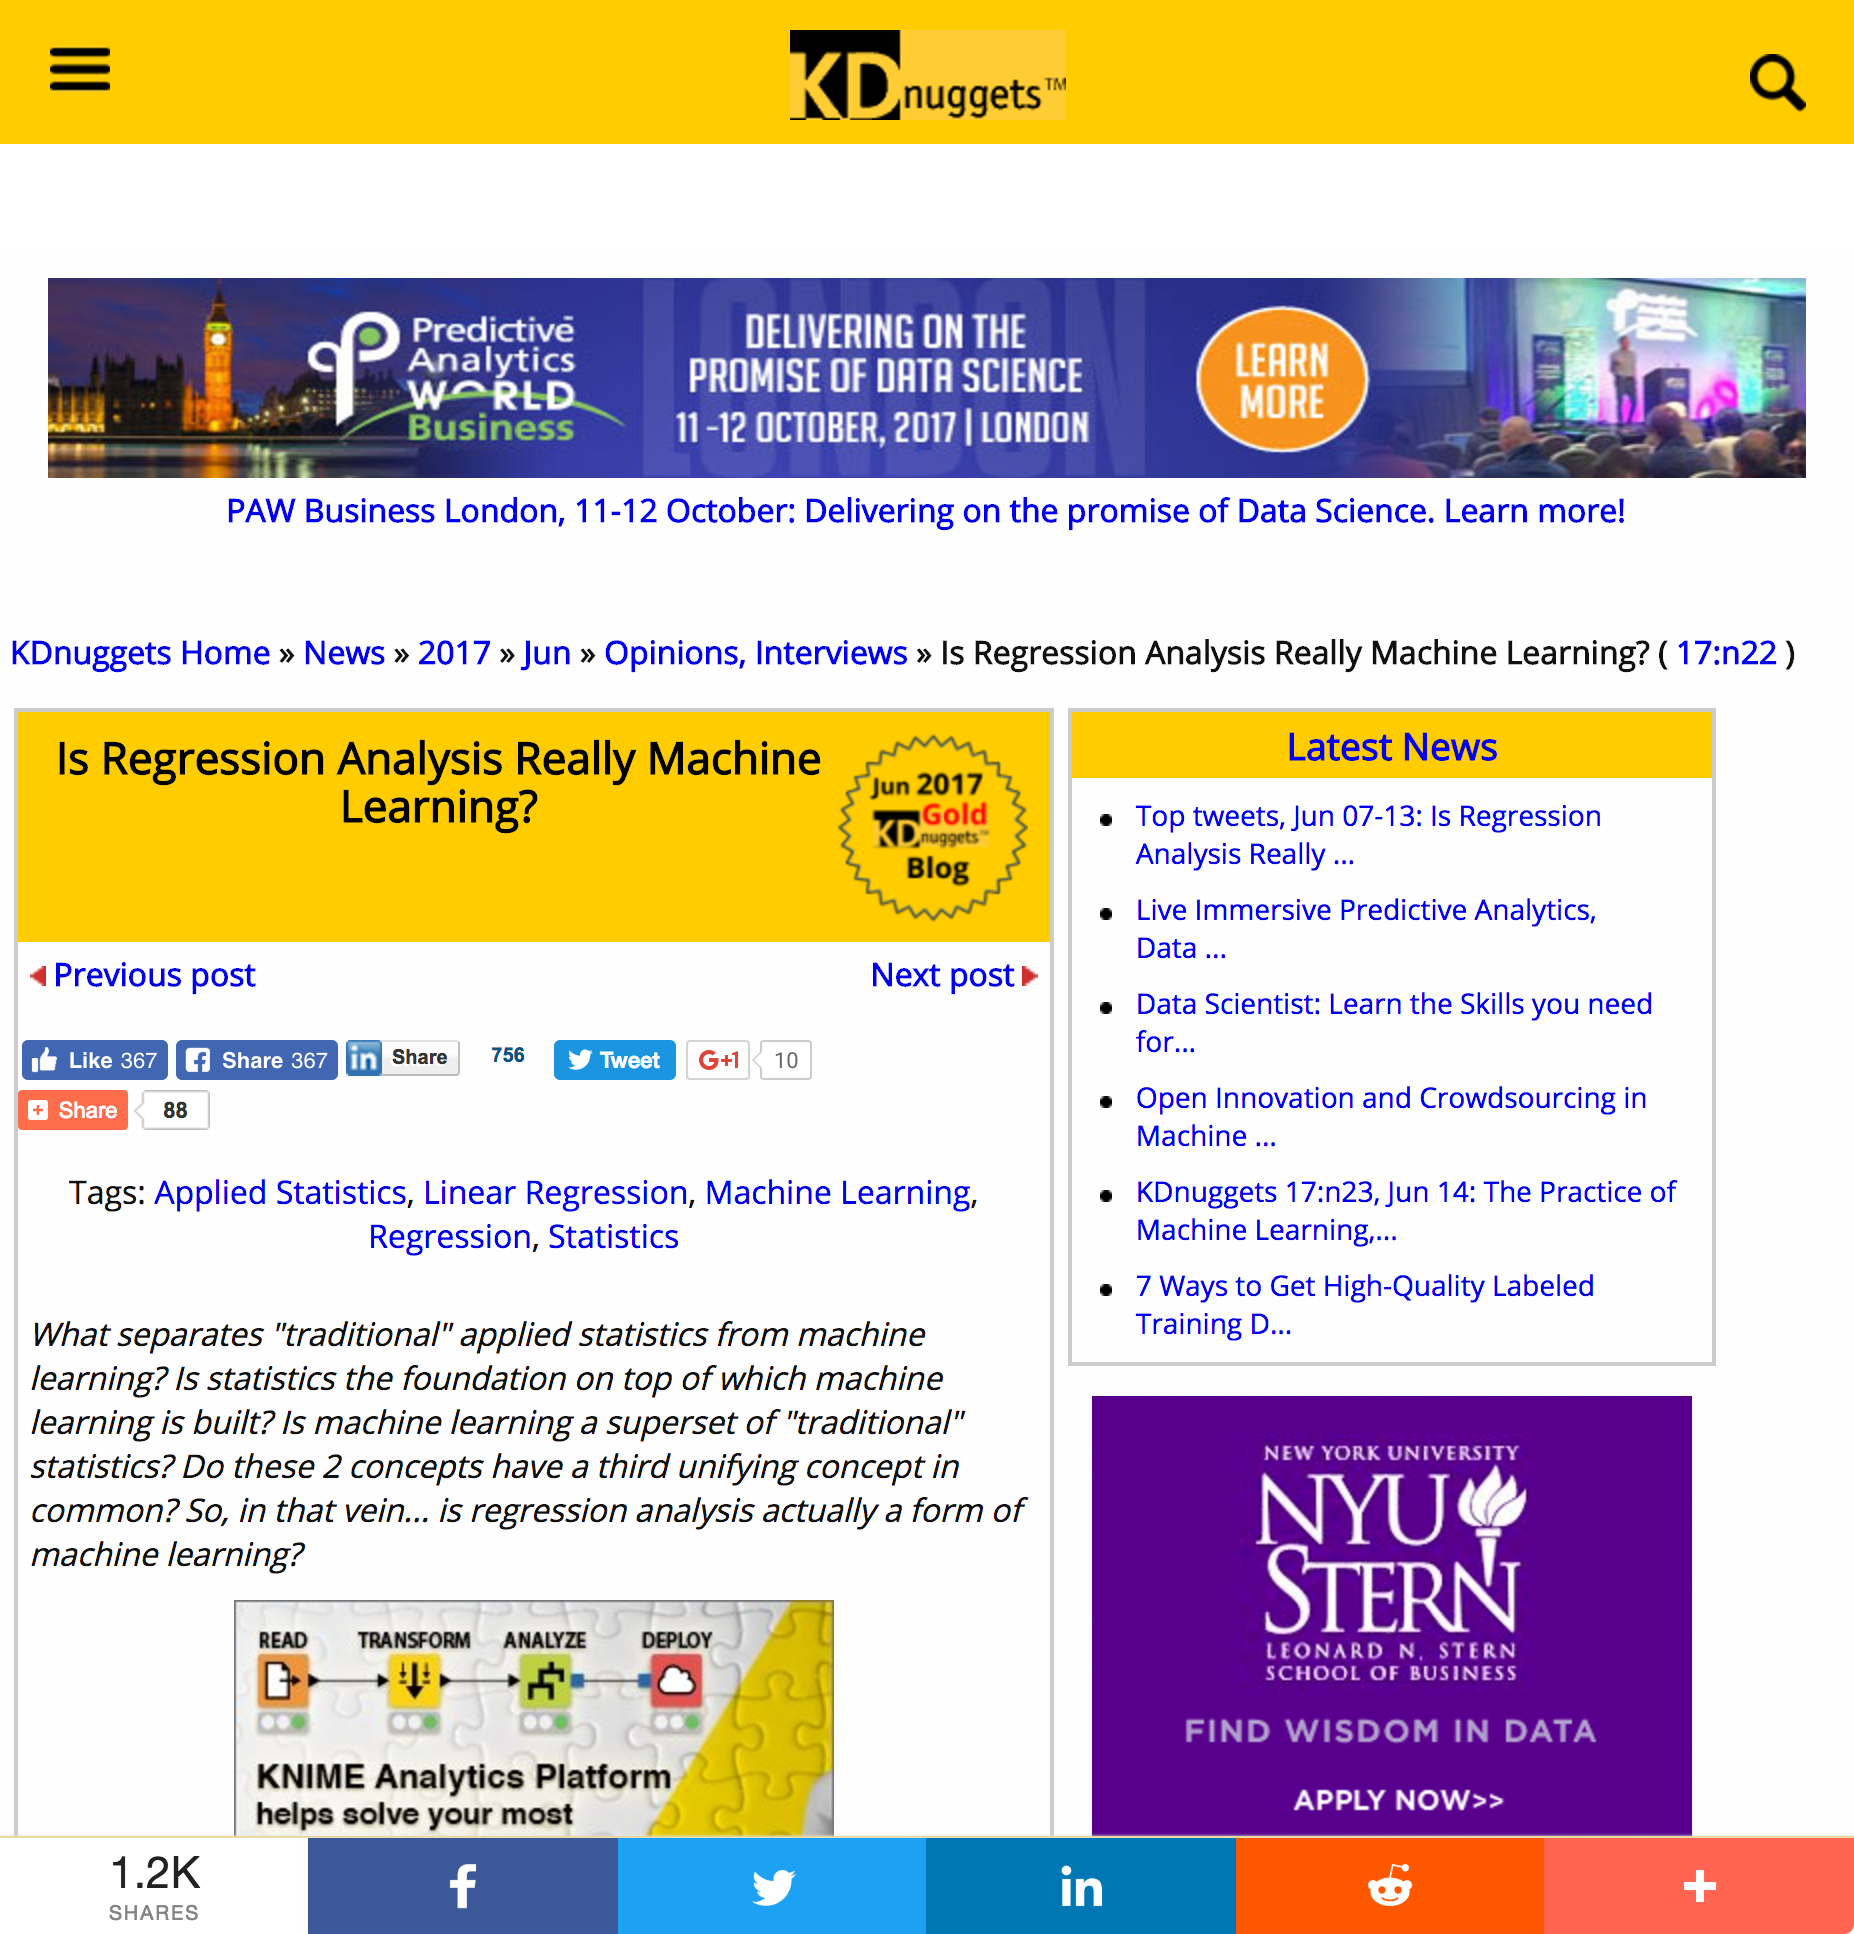 KDnuggets™
Predictive
Analytics
WORLD
Business
LONDON
DELIVERING ON THE
PROMISE OF DATA SCIENCE
11-12 OCTOBER, 2017 | LONDON
LEARN
MORE
PAW Business London, 11-12 October: Delivering on the promise of Data Science. Learn more!
KDnuggets Home » News » 2017 » Jun » Opinions, Interviews » Is Regression Analysis Really Machine Learning? ( 17:n22 )
Is Regression Analysis Really Machine
Learning?
Jun 2017
Gold
KDnuggets™
Blog
Previous post
Next post
Like 367
Share 367
in Share
756
Tweet
G+1
10
Share
88
Tags: Applied Statistics, Linear Regression, Machine Learning,
Regression, Statistics
What separates "traditional" applied statistics from machine
learning? Is statistics the foundation on top of which machine
learning is built? Is machine learning a superset of "traditional"
statistics? Do these 2 concepts have a third unifying concept in
common? So, in that vein... is regression analysis actually a form of
machine learning?
READ TRANSFORM ANALYZE DEPLOY
KNIME Analytics Platform
helps solve your most
Latest News
Top tweets, Jun 07-13: Is Regression
Analysis Really ...
Live Immersive Predictive Analytics,
Data ...
Data Scientist: Learn the Skills you need
for...
Open Innovation and Crowdsourcing in
Machine ...
KDnuggets 17:n23, Jun 14: The Practice of
Machine Learning,...
7 Ways to Get High-Quality Labeled
Training D...
NEW YORK UNIVERSITY
NYU
STERN
LEONARD N. STERN
SCHOOL OF BUSINESS
FIND WISDOM IN DATA
APPLY NOW>>
1.2K
SHARES
f
in